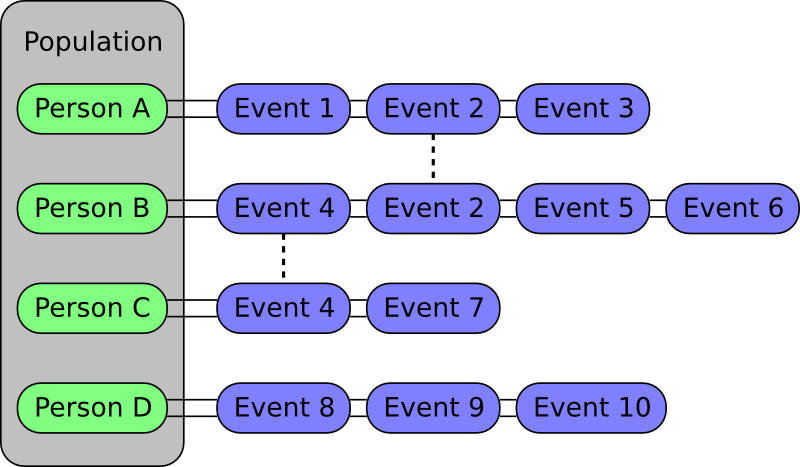 Population
Person A Event 1 Event 2 Event 3
Person B Event 4 Event 2 Event 5 Event 6
Person C Event 4 Event 7
Person D Event 8 Event 9 Event 10